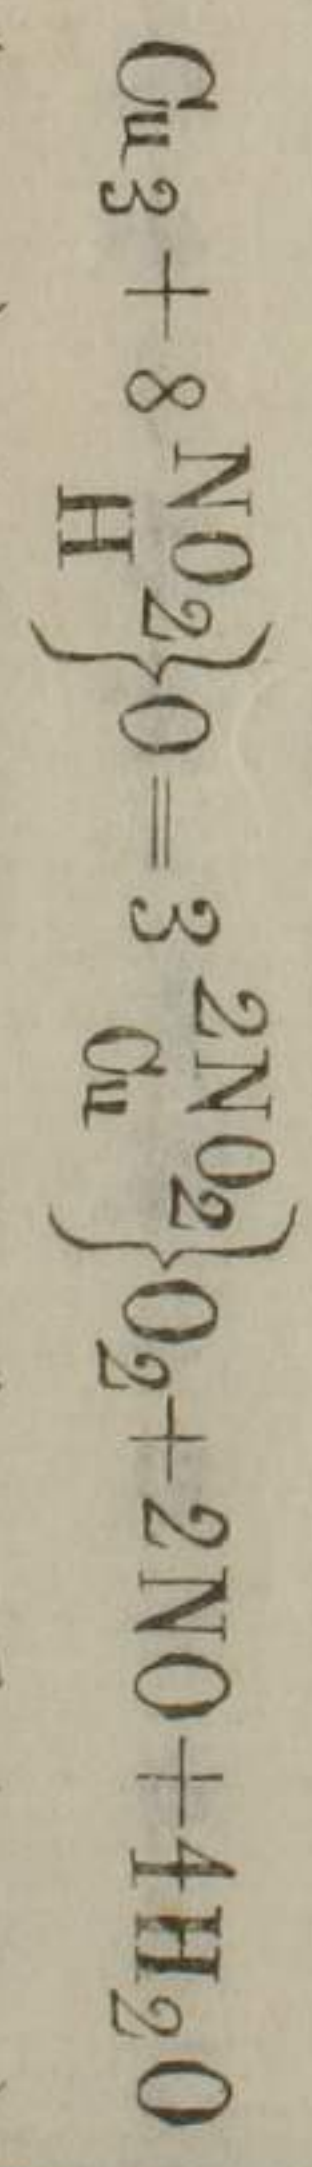 Cu₃ + 8 NO₂ H } O = 3 2NO₂ Cu } O₂ + 2NO + 4H₂O